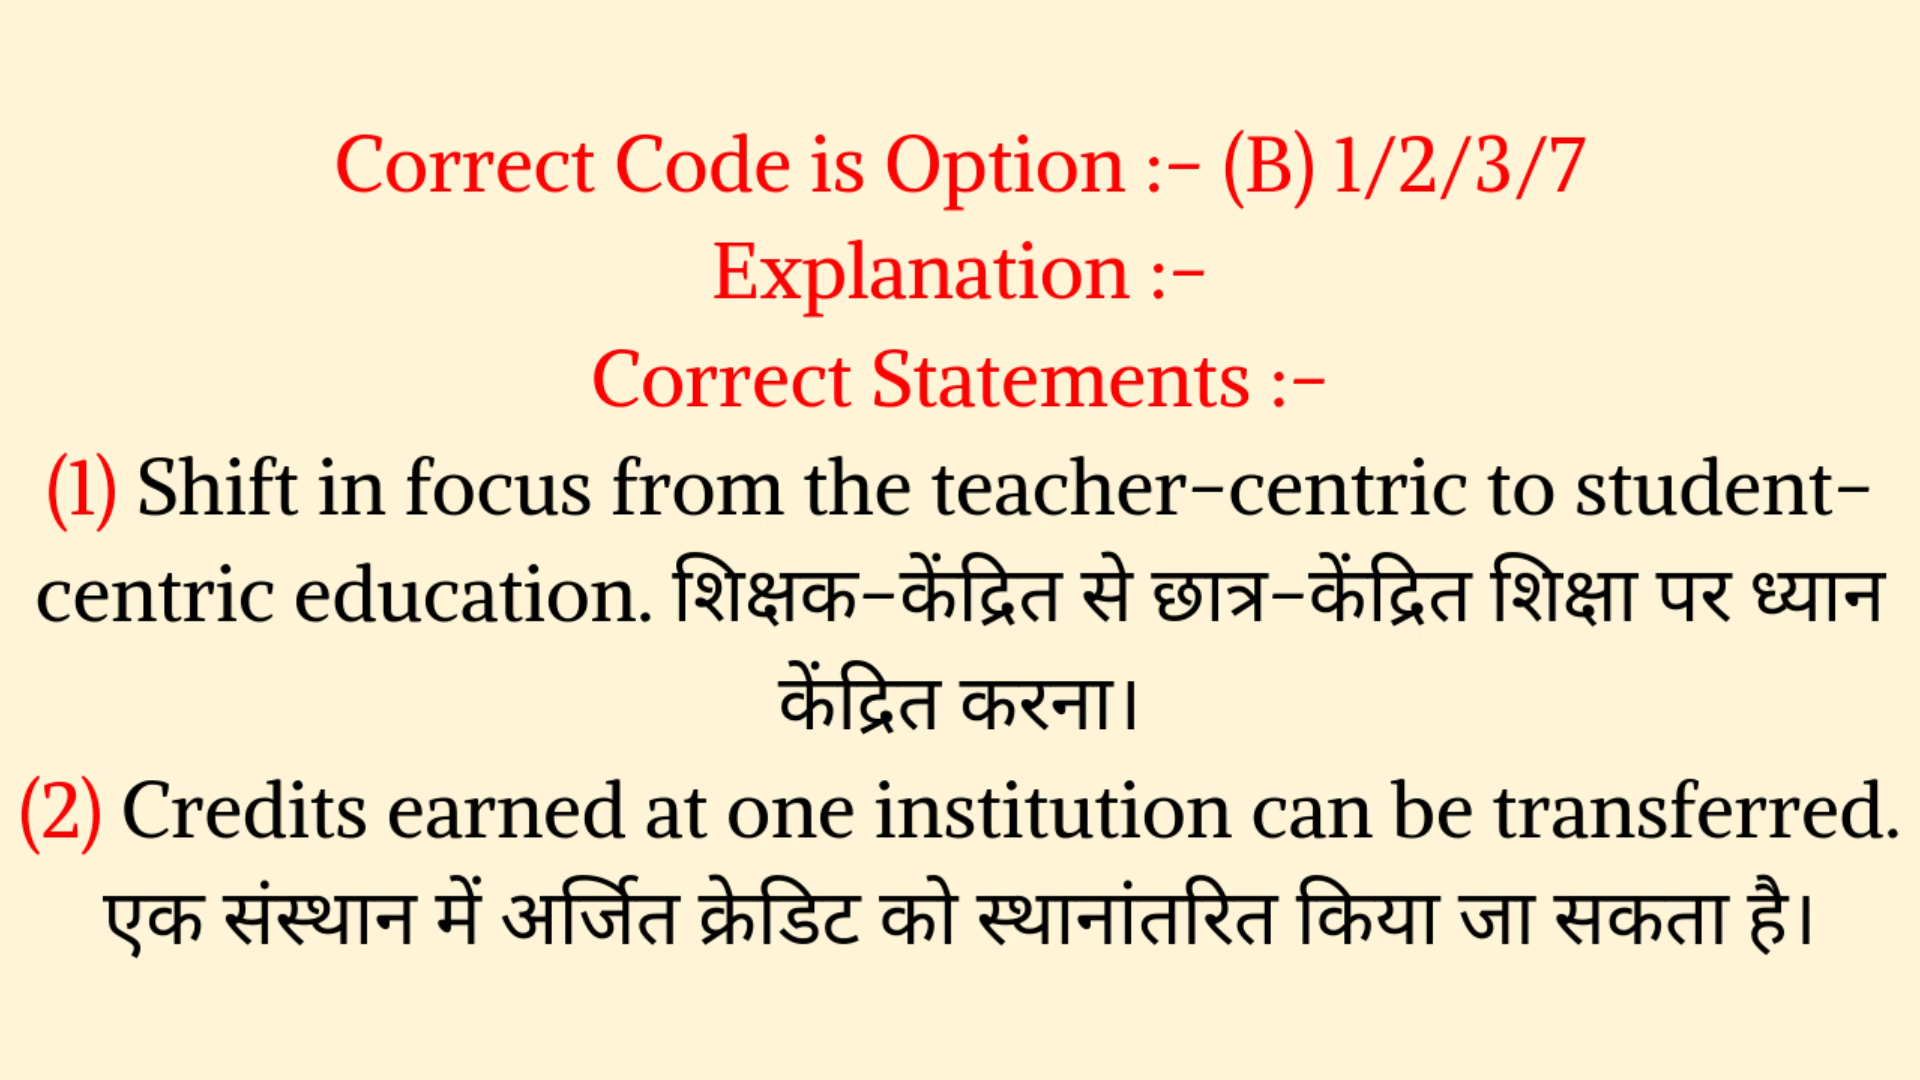 Correct Code is Option :- (B) 1/2/3/7
Explanation :-
Correct Statements :-
(1) Shift in focus from the teacher-centric to student-
centric education. शिक्षक-केंद्रित से छात्र-केंद्रित शिक्षा पर ध्यान
केंद्रित करना।
(2) Credits earned at one institution can be transferred.
एक संस्थान में अर्जित क्रेडिट को स्थानांतरित किया जा सकता है।